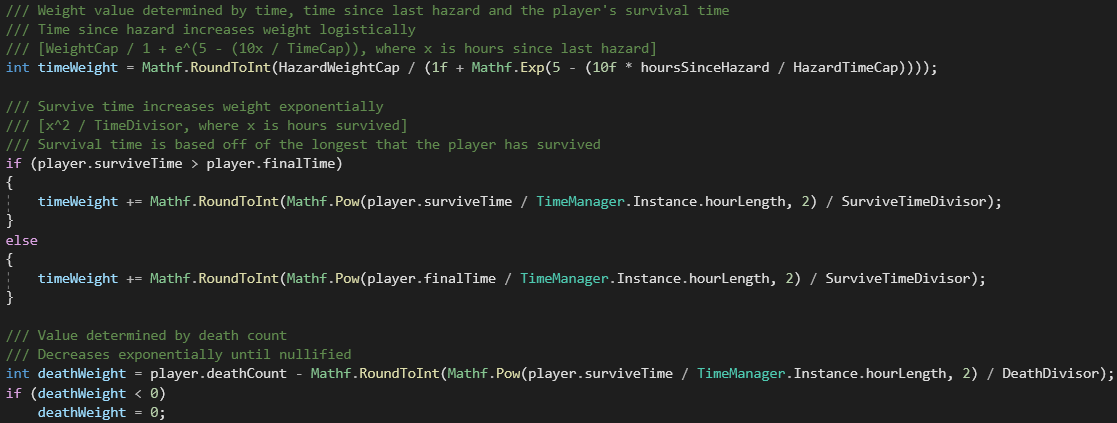 /// Weight value determined by time, time since last hazard and the player's survival time
/// Time since hazard increases weight logistically
/// [WeightCap / 1 + e^(5 - (10x / TimeCap)), where x is hours since last hazard]
int timeWeight = Mathf.RoundToInt(HazardWeightCap / (1f + Mathf.Exp(5 - (10f * hoursSinceHazard / HazardTimeCap))));
/// Survive time increases weight exponentially
/// [x^2 / TimeDivisor, where x is hours survived]
/// Survival time is based off of the longest that the player has survived
if (player.surviveTime > player.finalTime)
{
    timeWeight += Mathf.RoundToInt(Mathf.Pow(player.surviveTime / TimeManager.Instance.hourLength, 2) / SurviveTimeDivisor);
}
else
{
    timeWeight += Mathf.RoundToInt(Mathf.Pow(player.finalTime / TimeManager.Instance.hourLength, 2) / SurviveTimeDivisor);
}
/// Value determined by death count
/// Decreases exponentially until nullified
int deathWeight = player.deathCount - Mathf.RoundToInt(Mathf.Pow(player.surviveTime / TimeManager.Instance.hourLength, 2) / DeathDivisor);
if (deathWeight < 0)
    deathWeight = 0;